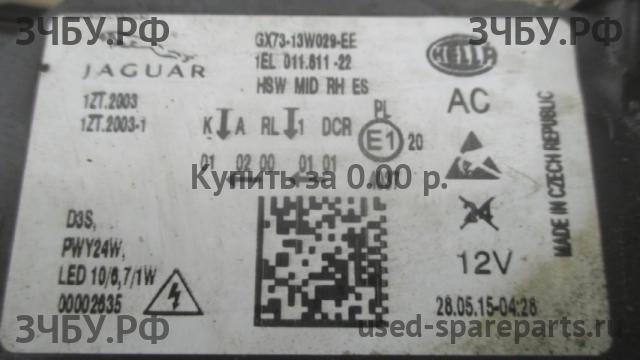 ЗЧБУ.РФ ЗЧБУ.РФ
JAGUAR
GX73-13W029-EE
1EL 011.811-22
HSW MID RH ES
HELLA
1ZT.2003
1ZT.2003-1
K A RL 1 DCR PL
E1 20
AC
01 02 00 01 01
Купить за 0.00 р.
24
12V
MADE IN CZECH REPUBLIC
D3S,
PWY24W,
LED 10/6,7/1W
00002635
28.05.15-04:28
ЗЧБУ.РФ used-spareparts.ru